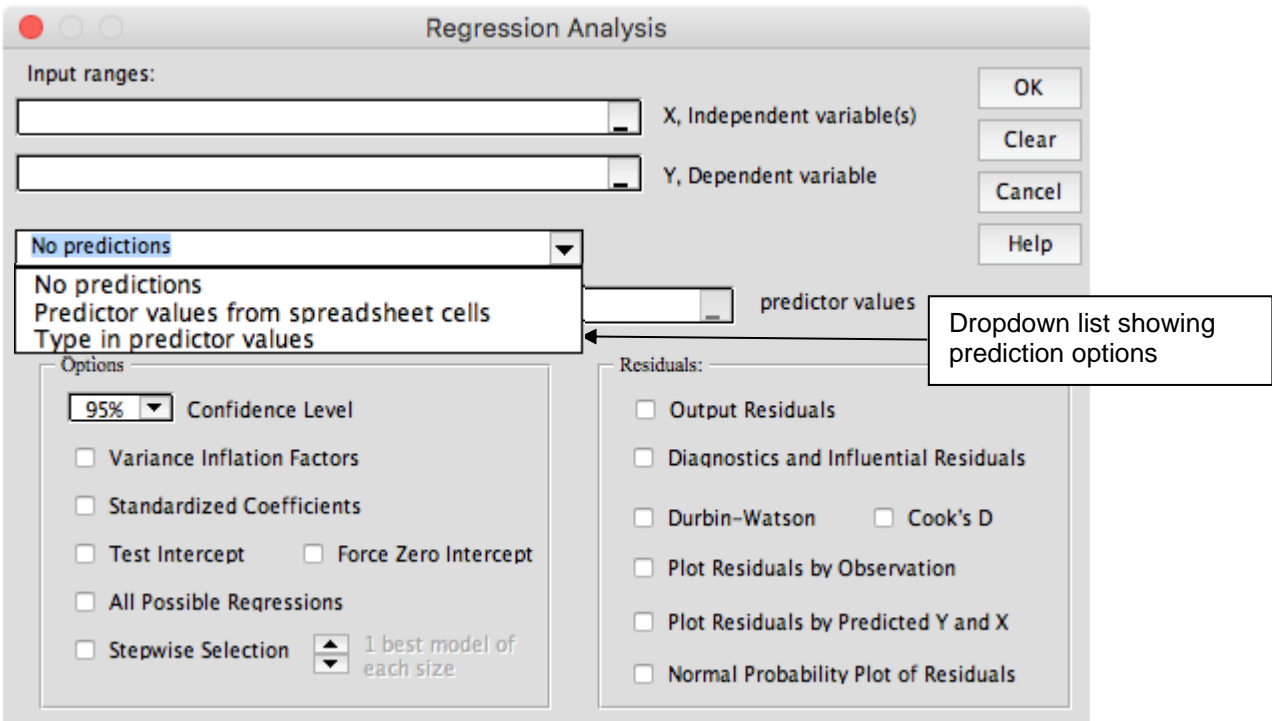 Regression Analysis
Input ranges:
X, Independent variable(s)
Y, Dependent variable
OK
Clear
Cancel
Help
No predictions
No predictions
Predictor values from spreadsheet cells
Type in predictor values
predictor values
Dropdown list showing
prediction options
Options
95% Confidence Level
Variance Inflation Factors
Standardized Coefficients
Test Intercept Force Zero Intercept
All Possible Regressions
Stepwise Selection 1 best model of
each size
Residuals:
Output Residuals
Diagnostics and Influential Residuals
Durbin-Watson Cook's D
Plot Residuals by Observation
Plot Residuals by Predicted Y and X
Normal Probability Plot of Residuals